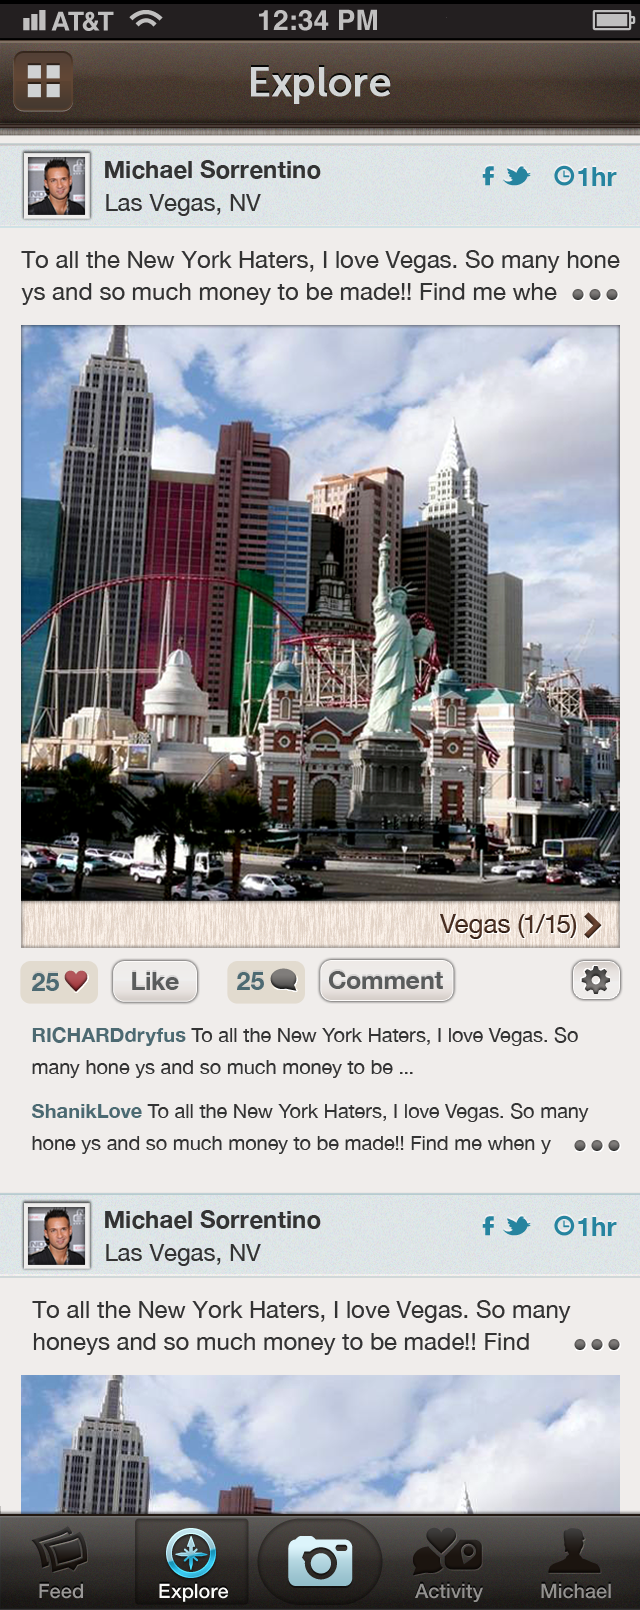 AT&T 12:34 PM
Explore
Michael Sorrentino
Las Vegas, NV
1hr
To all the New York Haters, I love Vegas. So many hone
ys and so much money to be made!! Find me whe
Vegas (1/15)
25 Like 25 Comment
RICHARDdryfus To all the New York Haters, I love Vegas. So
many hone ys and so much money to be ...
ShanikLove To all the New York Haters, I love Vegas. So many
hone ys and so much money to be made!! Find me when y
Michael Sorrentino
Las Vegas, NV
1hr
To all the New York Haters, I love Vegas. So many
honeys and so much money to be made!! Find
Feed Explore Activity Michael